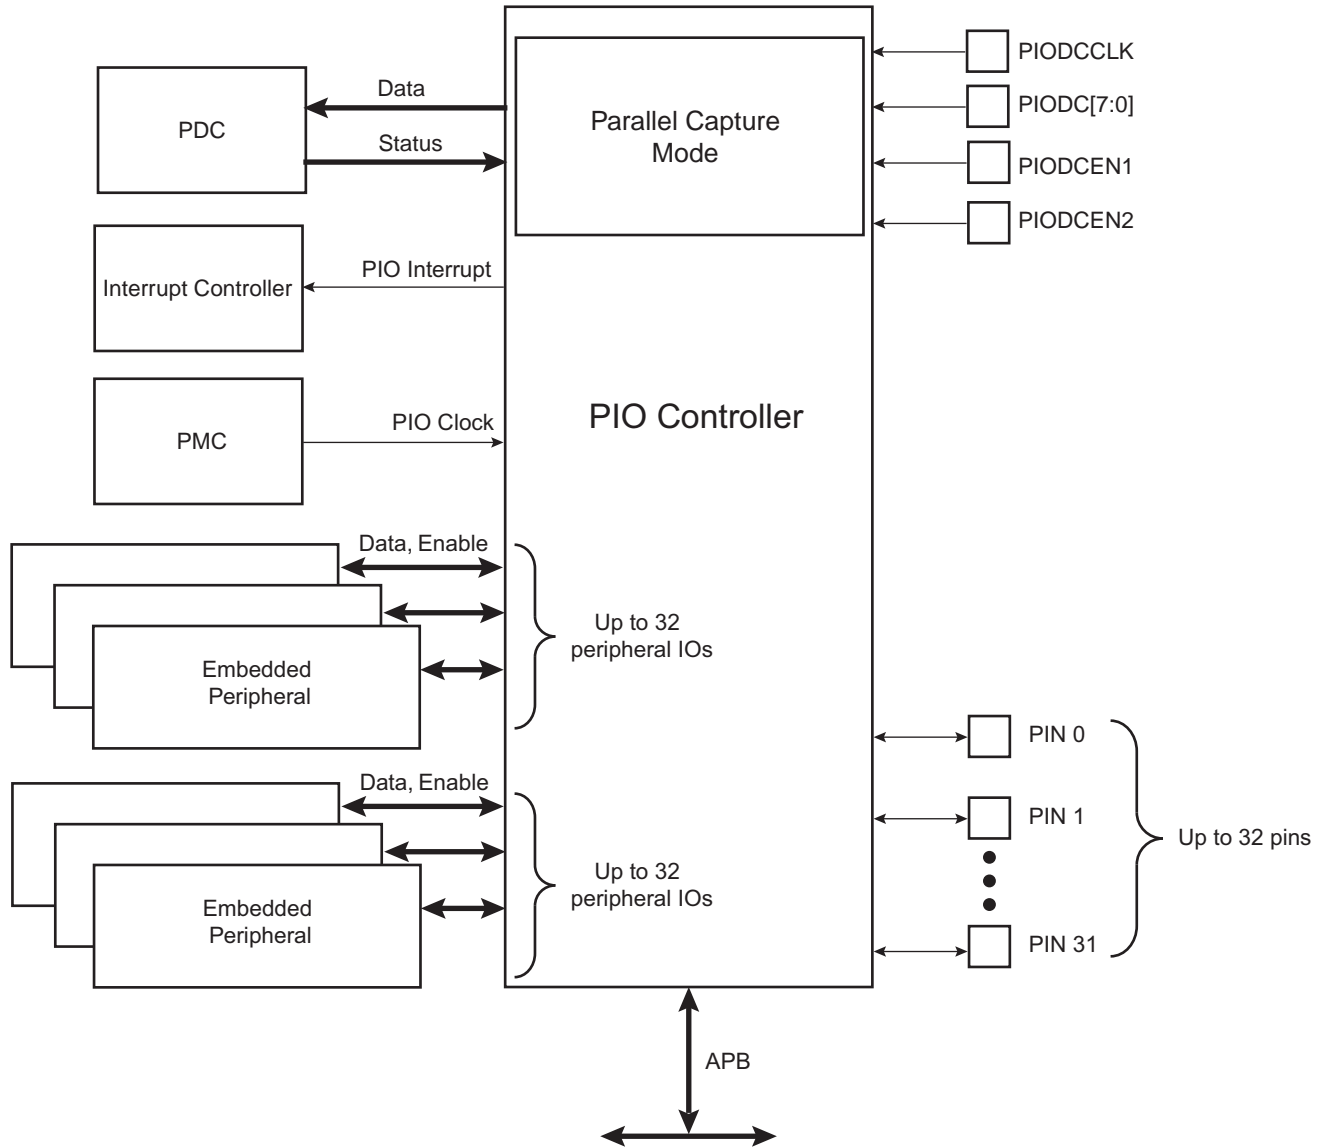 PIODCCLK
Data
PDC
Status
Parallel Capture
Mode
PIODC[7:0]
PIODCEN1
PIODCEN2
PIO Interrupt
Interrupt Controller
PIO Controller
PIO Clock
PMC
Data, Enable
Up to 32
peripheral IOs
Embedded
Peripheral
PIN 0
Data, Enable
PIN 1
Up to 32 pins
Up to 32
peripheral IOs
Embedded
Peripheral
PIN 31
APB